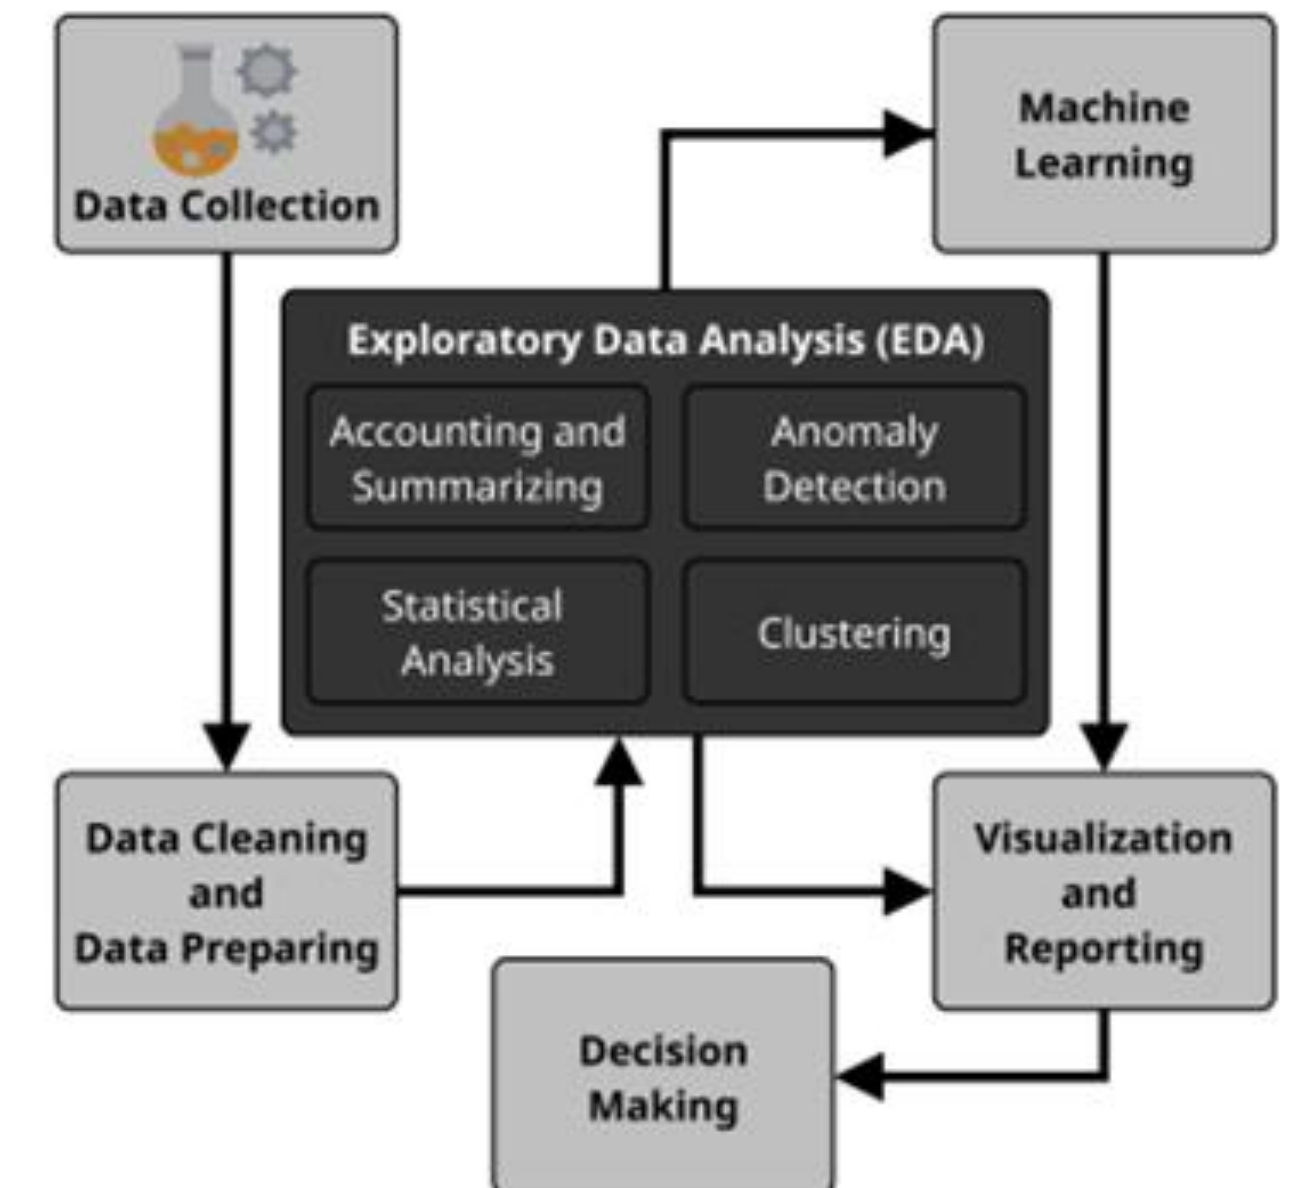 Data Collection
Machine
Learning
Exploratory Data Analysis (EDA)
Accounting and
Summarizing
Anomaly
Detection
Statistical
Analysis
Clustering
Data Cleaning
and
Data Preparing
Visualization
and
Reporting
Decision
Making